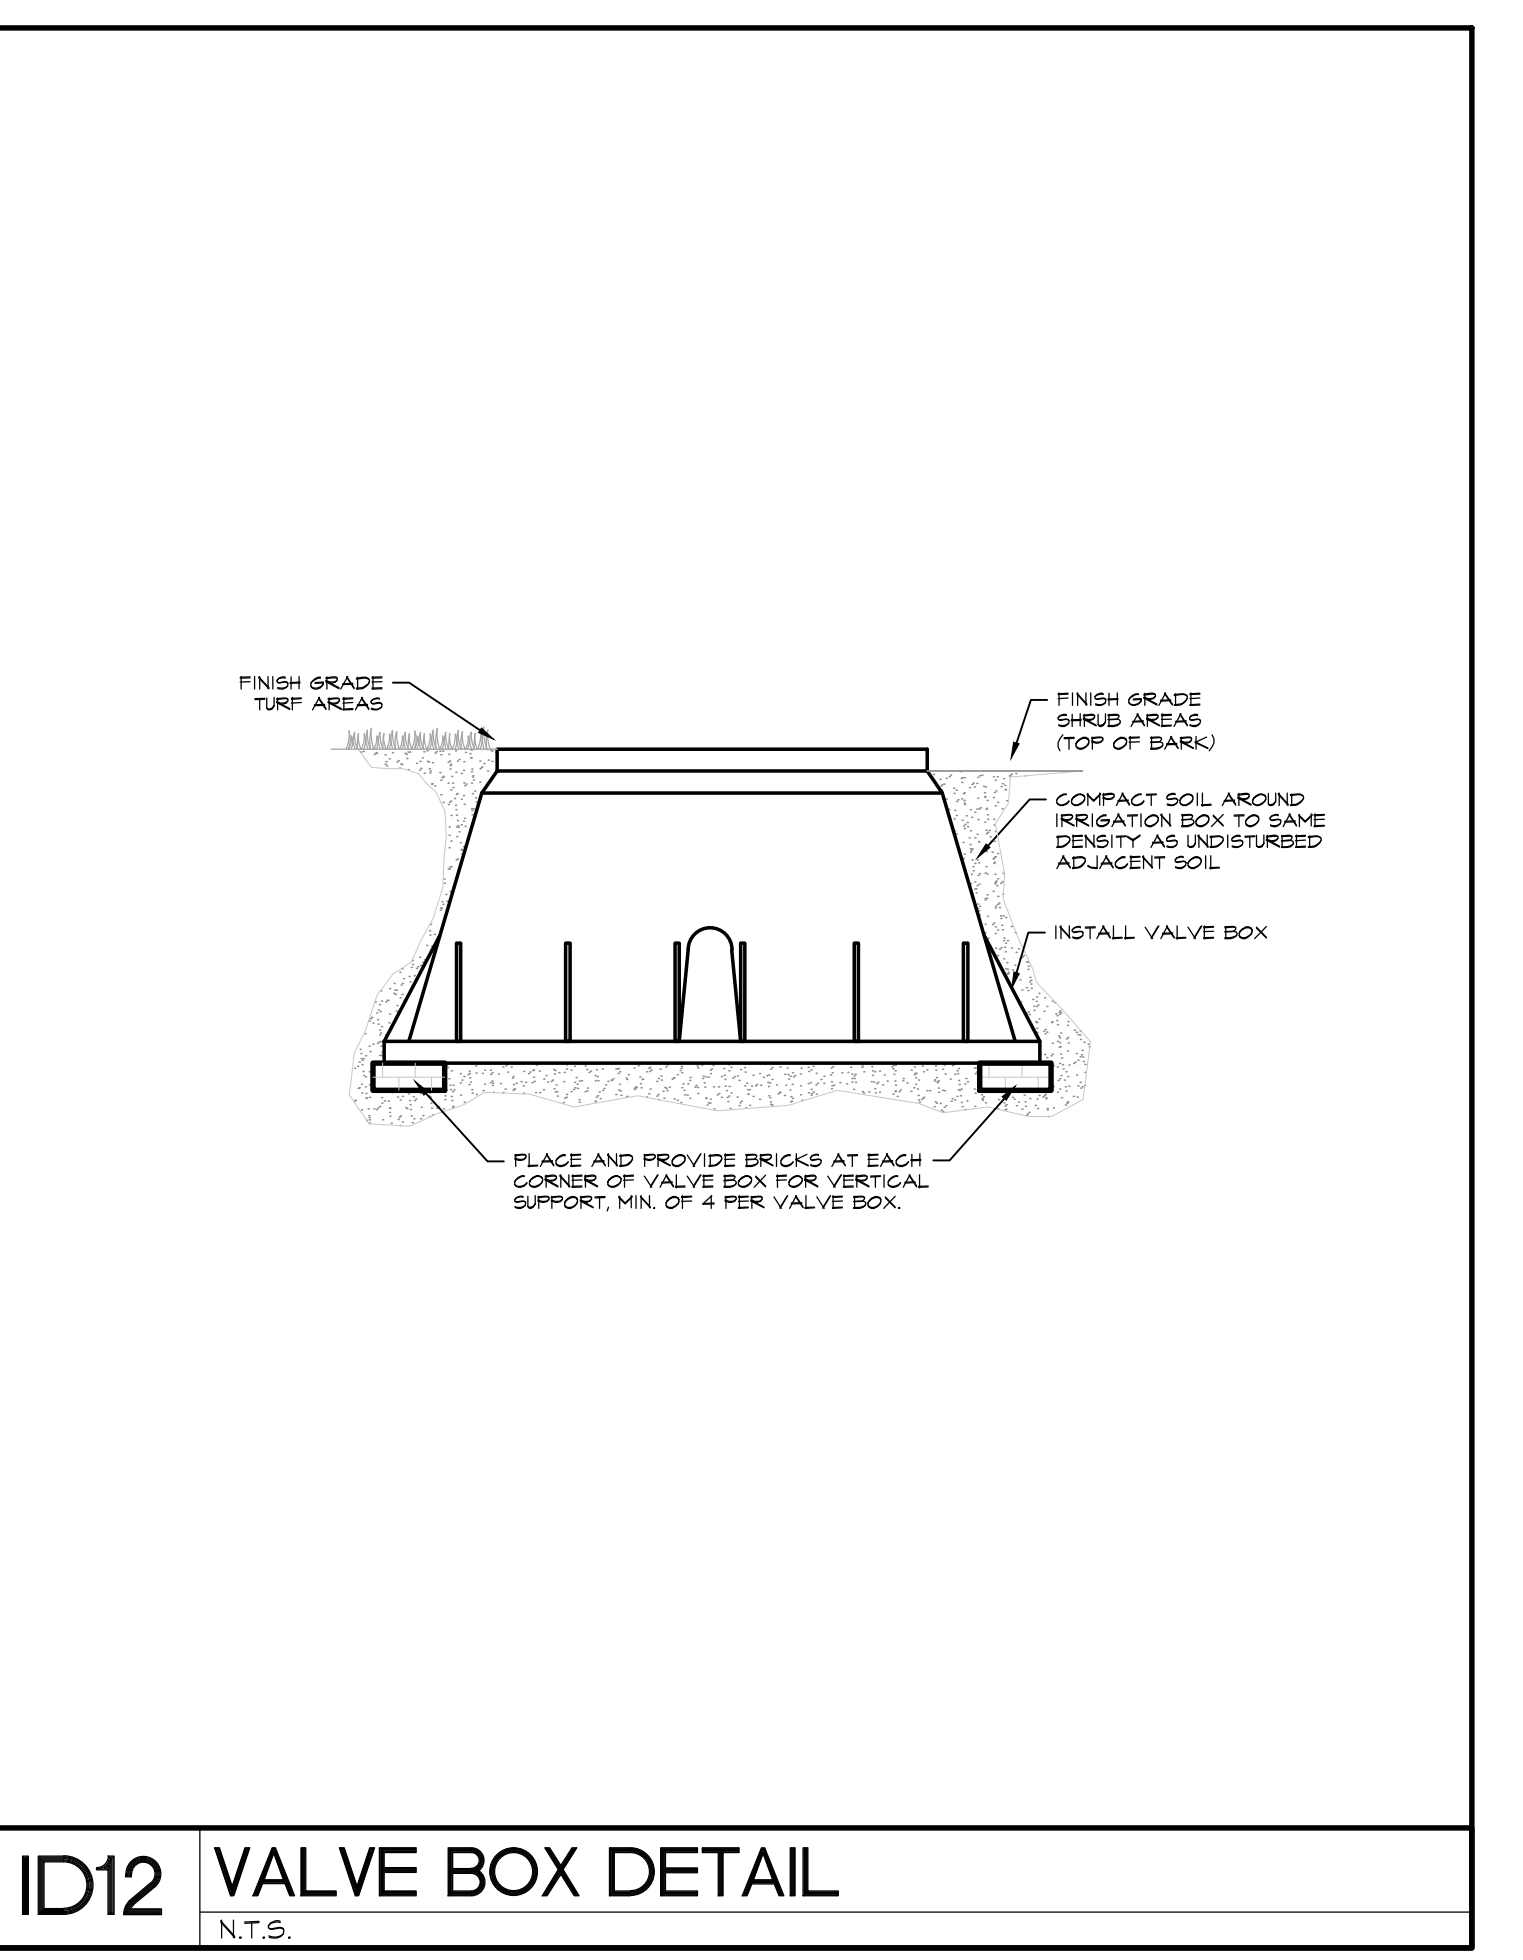 FINISH GRADE
TURF AREAS
FINISH GRADE
SHRUB AREAS
(TOP OF BARK)
COMPACT SOIL AROUND
IRRIGATION BOX TO SAME
DENSITY AS UNDISTURBED
ADJACENT SOIL
INSTALL VALVE BOX
PLACE AND PROVIDE BRICKS AT EACH
CORNER OF VALVE BOX FOR VERTICAL
SUPPORT, MIN. OF 4 PER VALVE BOX.
ID12
VALVE BOX DETAIL
N.T.S.